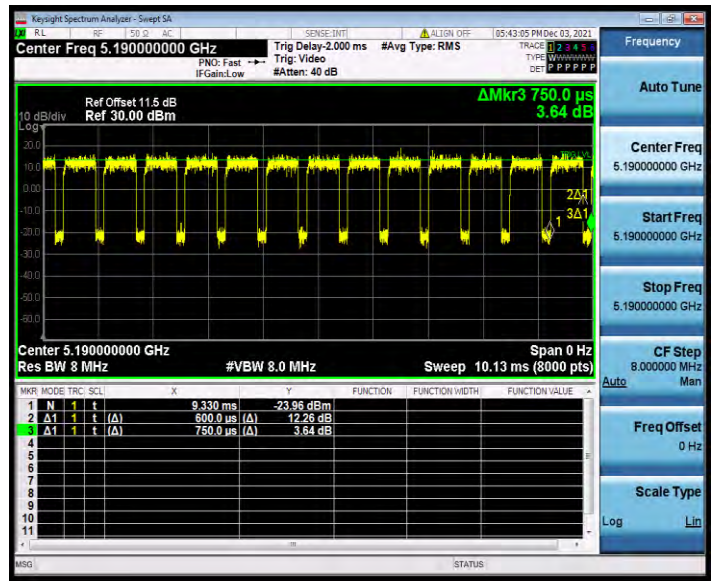 Keysight Spectrum Analyzer - Swept SA
RL RF 50 Ω AC SENSE:INT ALIGN OFF 05:43:05 PM Dec 03, 2021
Center Freq 5.190000000 GHz
PNO: Fast
IFGain:Low
Trig Delay-2.000 ms
Trig: Video
#Atten: 40 dB
#Avg Type: RMS
TRACE 1 2 3 4 5 6
TYPE W
DET P P P P P P
ΔMkr3 750.0 µs
3.64 dB
Ref Offset 11.5 dB
10 dB/div Ref 30.00 dBm
Log
20.0
10.0
0.00
-10.0
-20.0
-30.0
-40.0
-50.0
-60.0
TRIG LVL
2Δ1
3Δ1
1
Center 5.190000000 GHz Span 0 Hz
Res BW 8 MHz #VBW 8.0 MHz Sweep 10.13 ms (8000 pts)
MKR MODE TRC SCL X Y FUNCTION FUNCTION WIDTH FUNCTION VALUE
1 N 1 t 9.330 ms -23.96 dBm
2 Δ1 1 t (Δ) 600.0 µs (Δ) 12.26 dB
3 Δ1 1 t (Δ) 750.0 µs (Δ) 3.64 dB
4
5
6
7
8
9
10
11
MSG STATUS
Frequency
Auto Tune
Center Freq
5.190000000 GHz
Start Freq
5.190000000 GHz
Stop Freq
5.190000000 GHz
CF Step
8.000000 MHz
Auto Man
Freq Offset
0 Hz
Scale Type
Log Lin